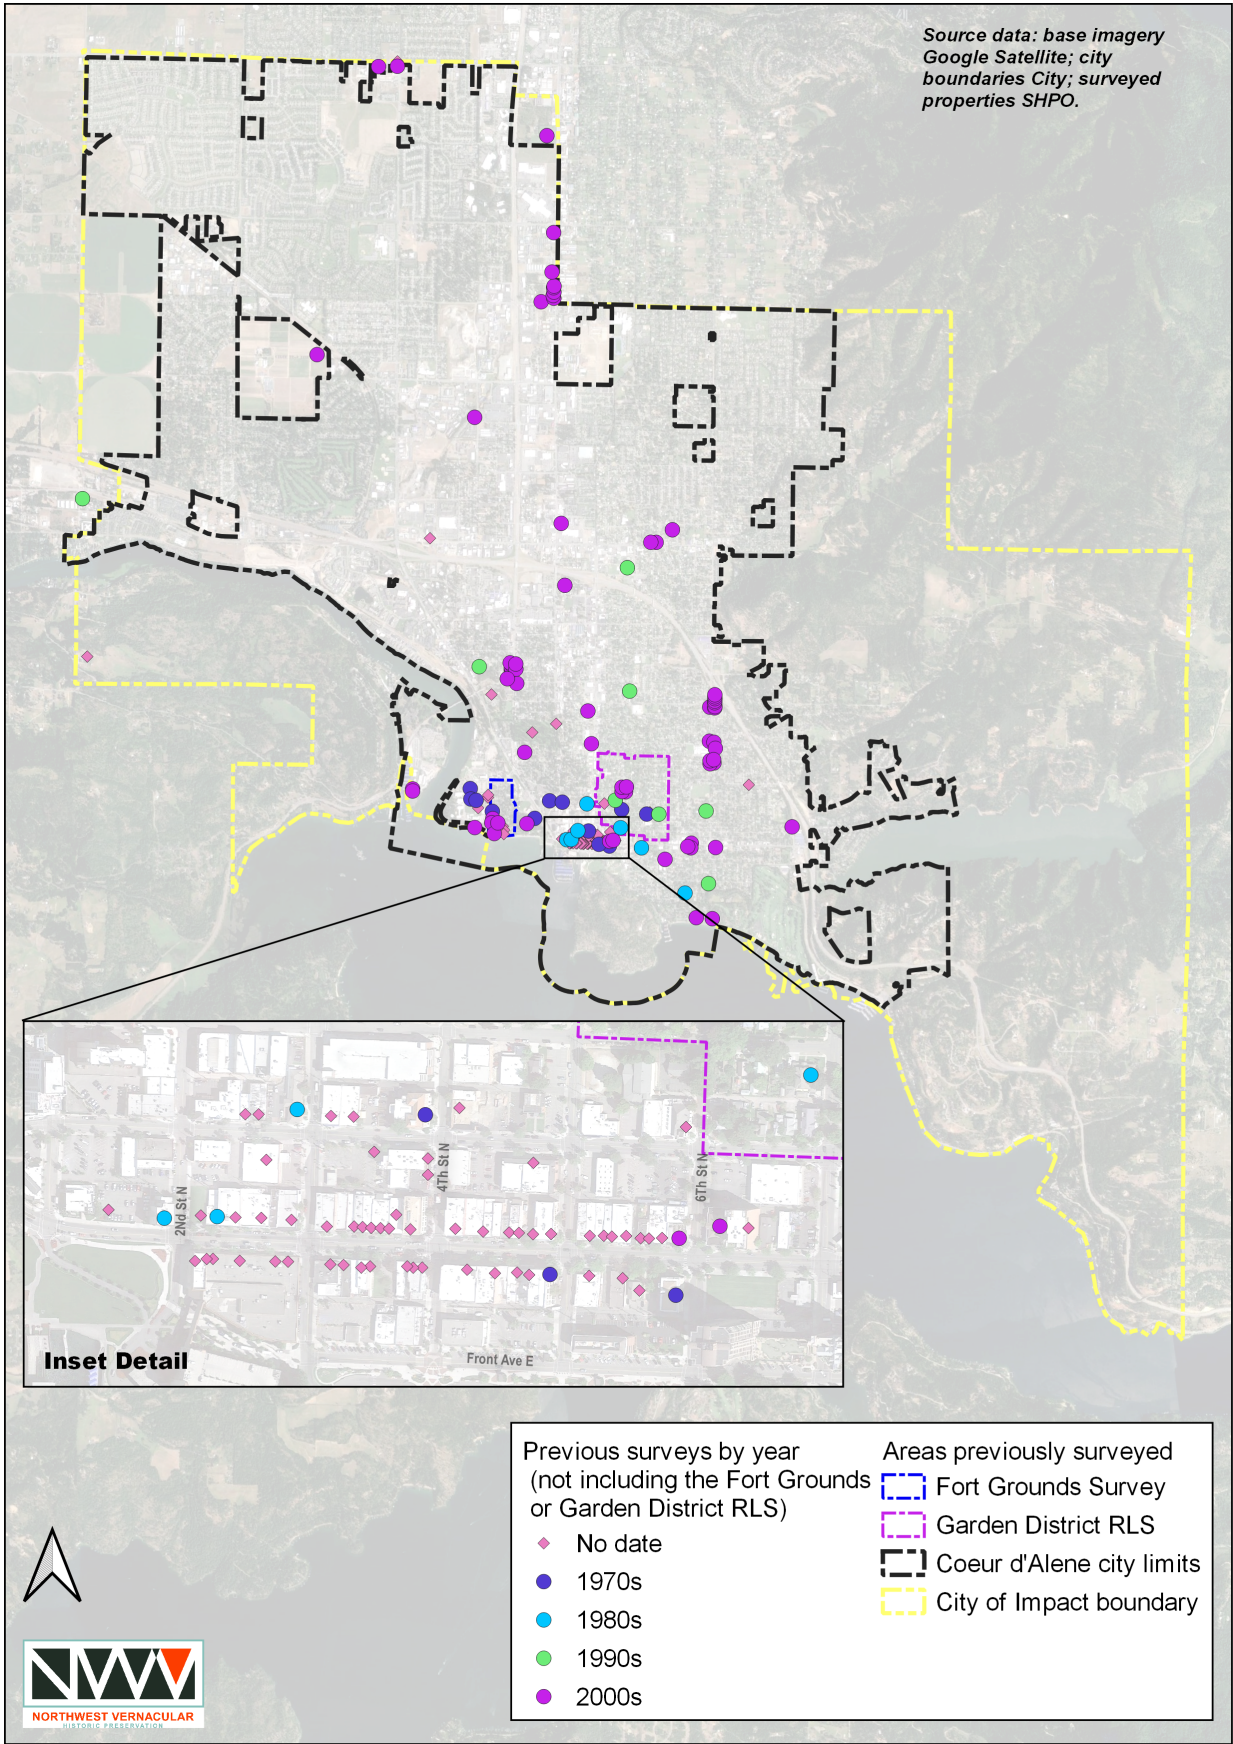 Source data: base imagery
Google Satellite; city
boundaries City; surveyed
properties SHPO.
4Th St N
6Th St N
2Nd St N
Front Ave E
Inset Detail
Previous surveys by year
(not including the Fort Grounds
or Garden District RLS)
No date
1970s
1980s
1990s
2000s
Areas previously surveyed
Fort Grounds Survey
Garden District RLS
Coeur d'Alene city limits
City of Impact boundary
NWV
NORTHWEST VERNACULAR
HISTORIC PRESERVATION